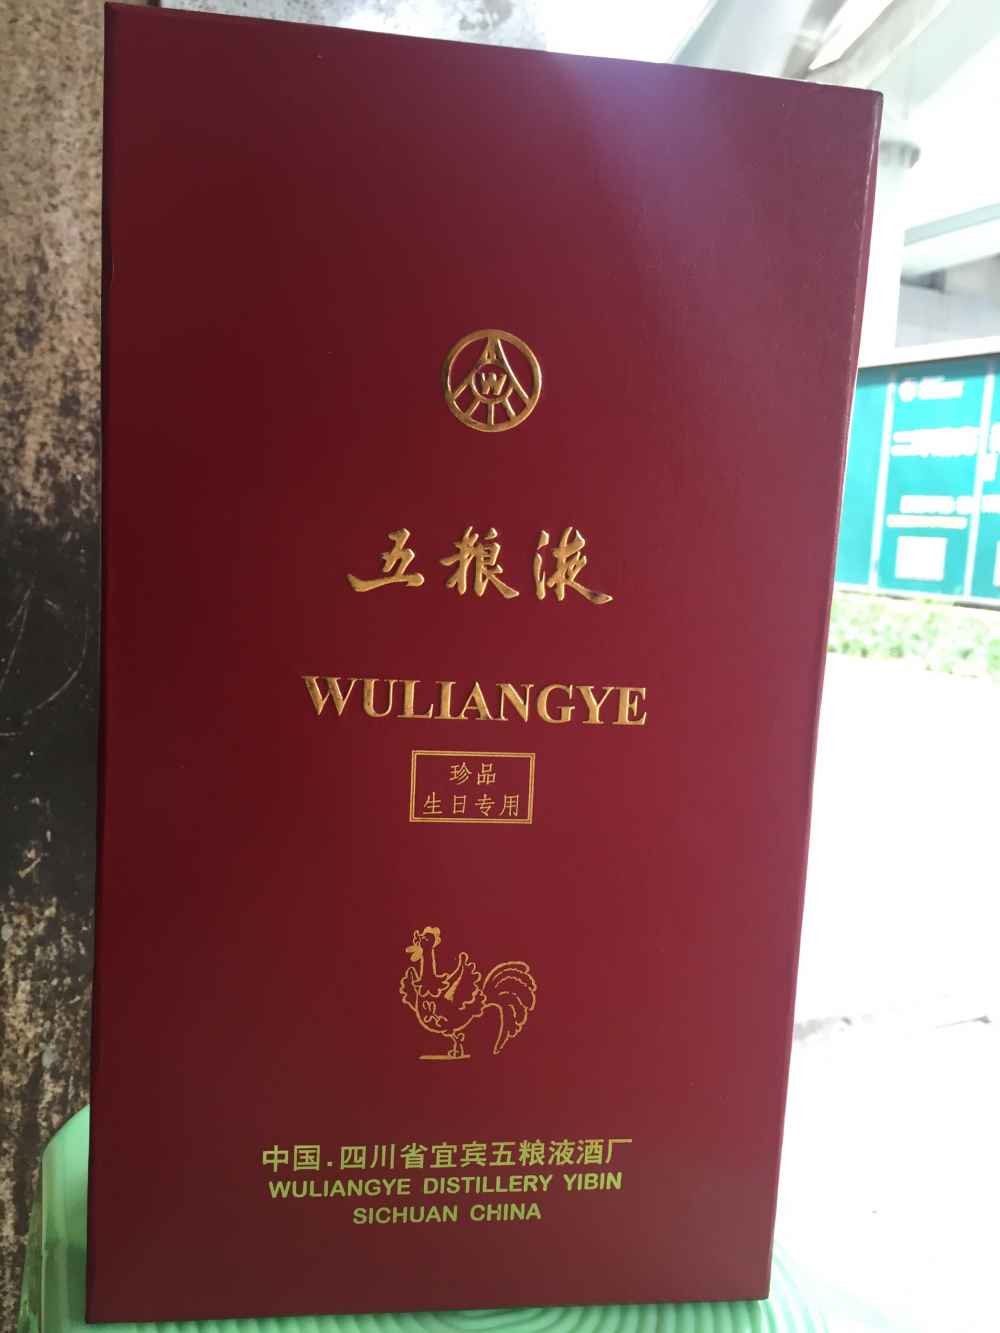 W
五粮液
WULIANGYE
珍品
生日专用
中国.四川省宜宾五粮液酒厂
WULIANGYE DISTILLERY YIBIN
SICHUAN CHINA